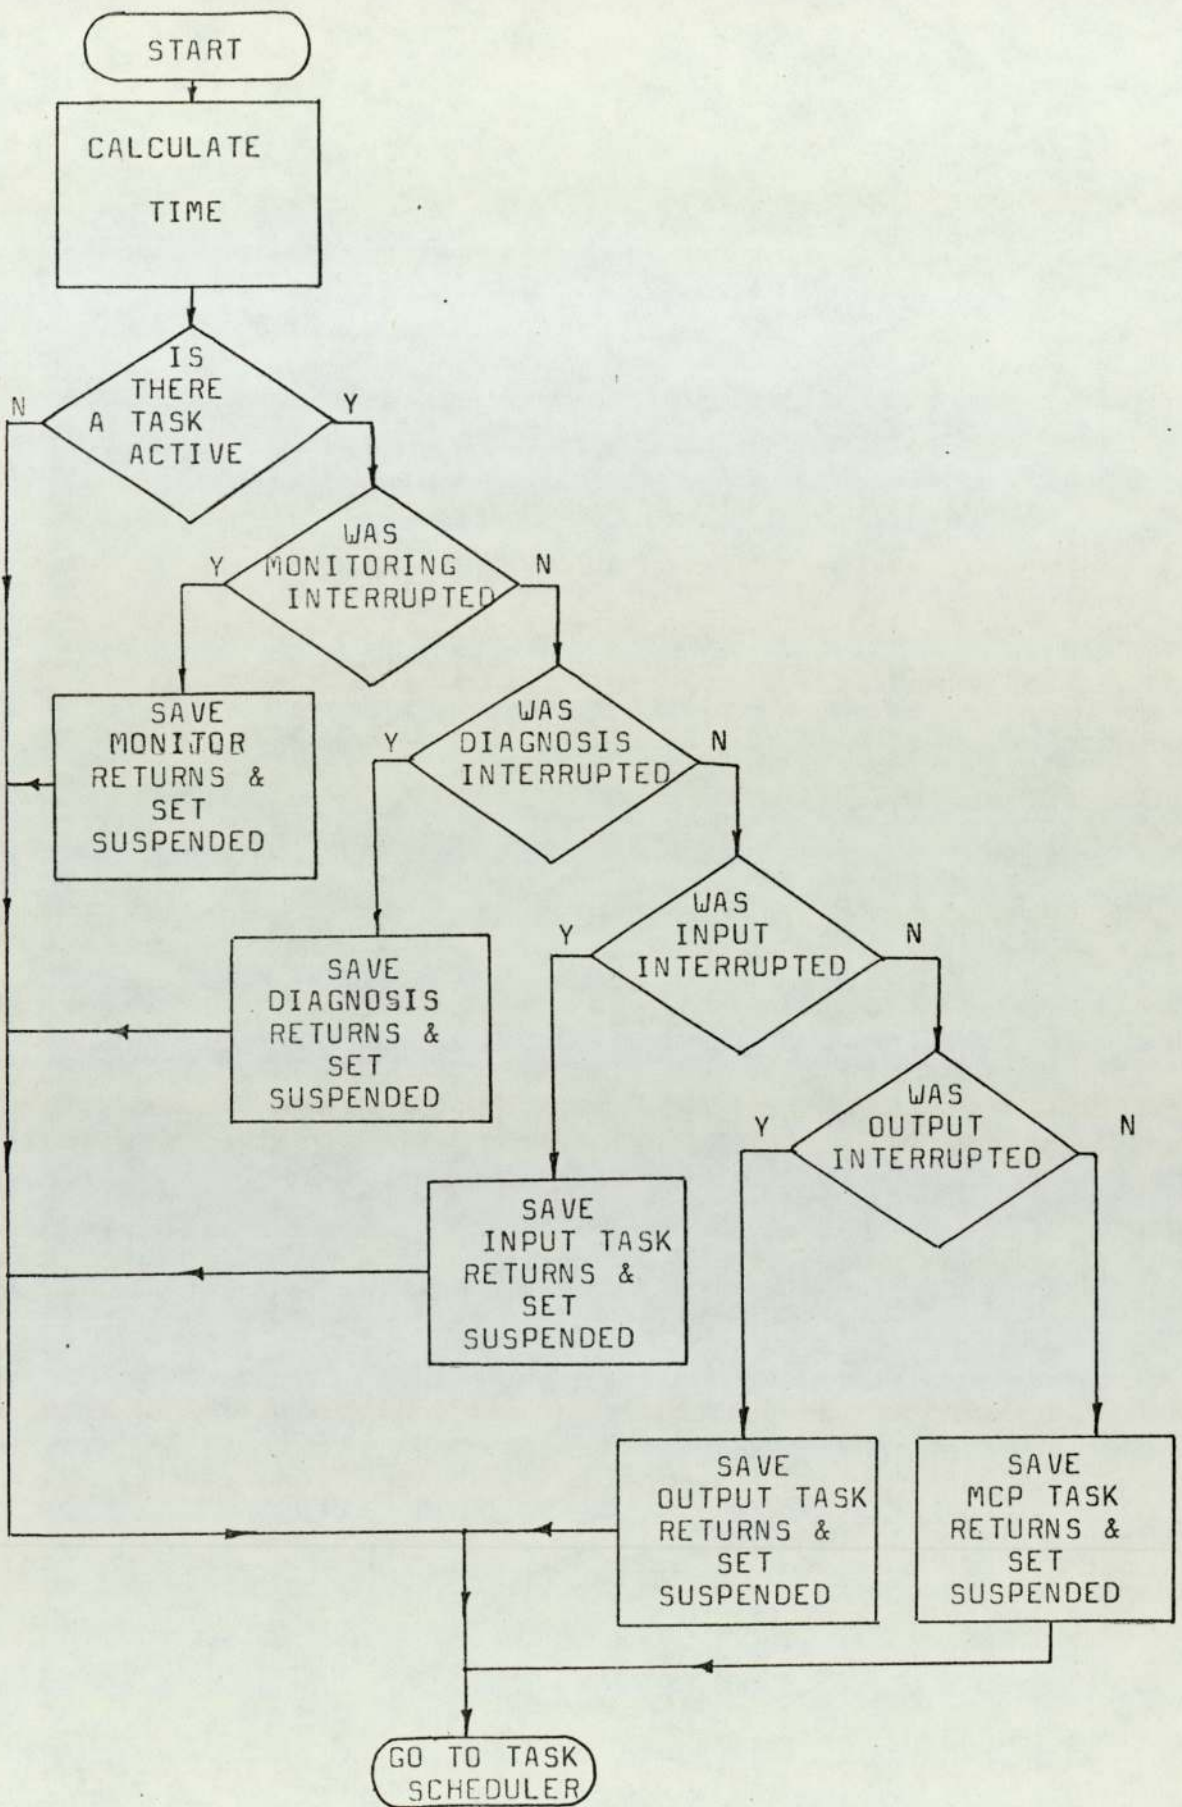 START
CALCULATE
TIME
IS
THERE
A TASK
ACTIVE
N
Y
WAS
MONITORING
INTERRUPTED
Y
N
SAVE
MONITOR
RETURNS &
SET
SUSPENDED
WAS
DIAGNOSIS
INTERRUPTED
Y
N
SAVE
DIAGNOSIS
RETURNS &
SET
SUSPENDED
WAS
INPUT
INTERRUPTED
Y
N
SAVE
INPUT TASK
RETURNS &
SET
SUSPENDED
WAS
OUTPUT
INTERRUPTED
Y
N
SAVE
OUTPUT TASK
RETURNS &
SET
SUSPENDED
SAVE
MCP TASK
RETURNS &
SET
SUSPENDED
GO TO TASK
SCHEDULER